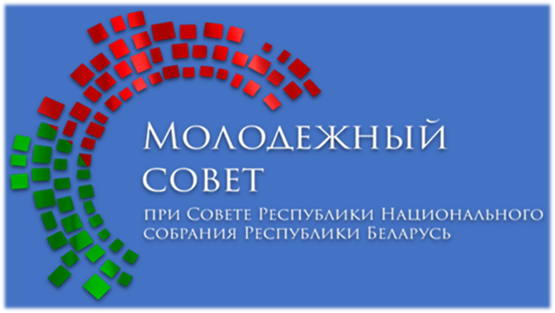 Молодежный
совет
при Совете Республики Национального
собрания Республики Беларусь